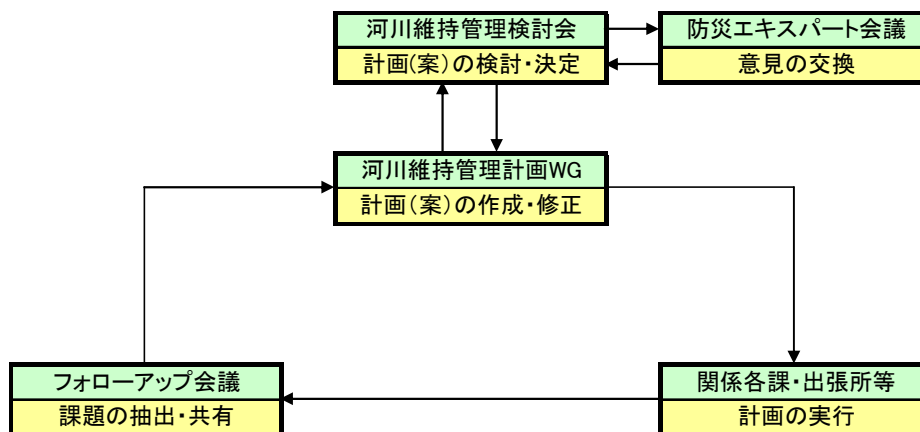 河川維持管理検討会
計画(案)の検討・決定
防災エキスパート会議
意見の交換
河川維持管理計画WG
計画（案）の作成・修正
フォローアップ会議
課題の抽出・共有
関係各課・出張所等
計画の実行